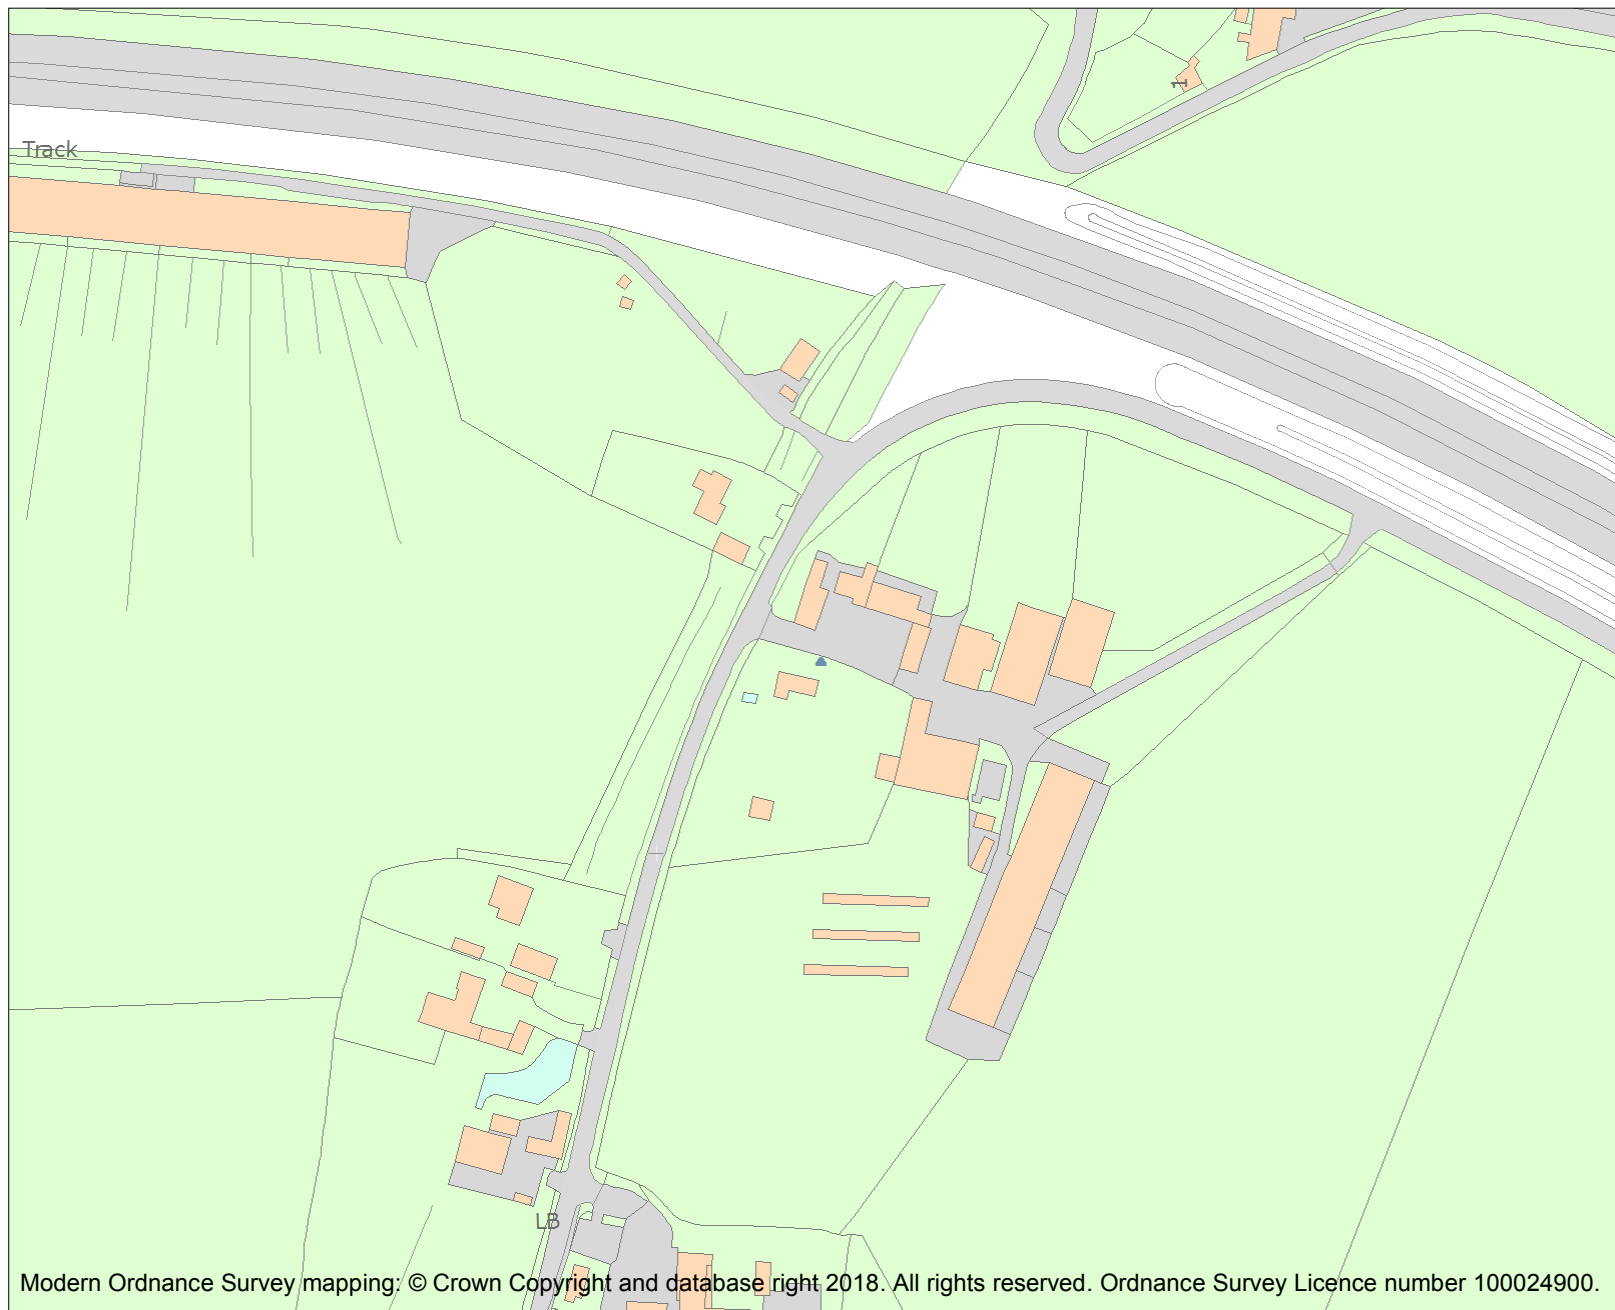 1
Track
LB
Modern Ordnance Survey mapping: © Crown Copyright and database right 2018. All rights reserved. Ordnance Survey Licence number 100024900.